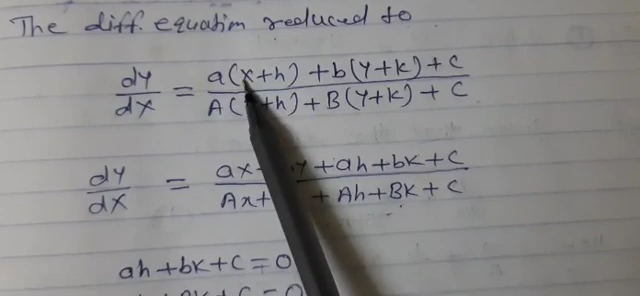 The diff. equation reduced to
dy/dx = a(x+h)+b(y+k)+c / A( +h)+B(y+k)+C
dy/dx = ax+ y+ah+bk+c / Ax+ +Ah+Bk+C
ah+bk+c=0